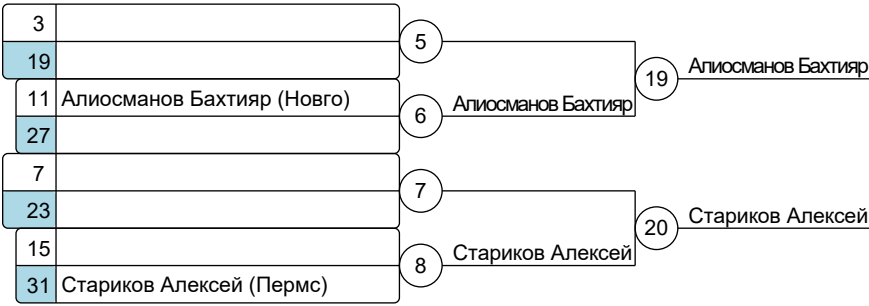 3
5
19
19 Алиосманов Бахтияр
11 Алиосманов Бахтияр (Новго)
6 Алиосманов Бахтияр
27
7
7
23
20 Стариков Алексей
15
8 Стариков Алексей
31 Стариков Алексей (Пермс)